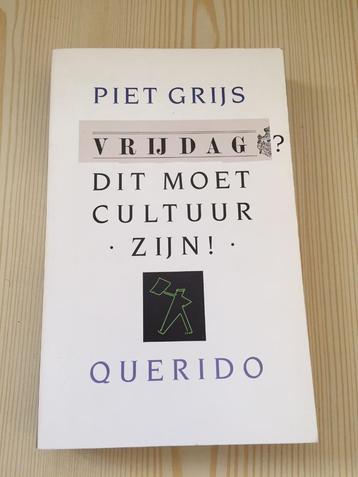 PIET GRIJS
VRIJDAG?
DIT MOET
CULTUUR
· ZIJN! ·
QUERIDO